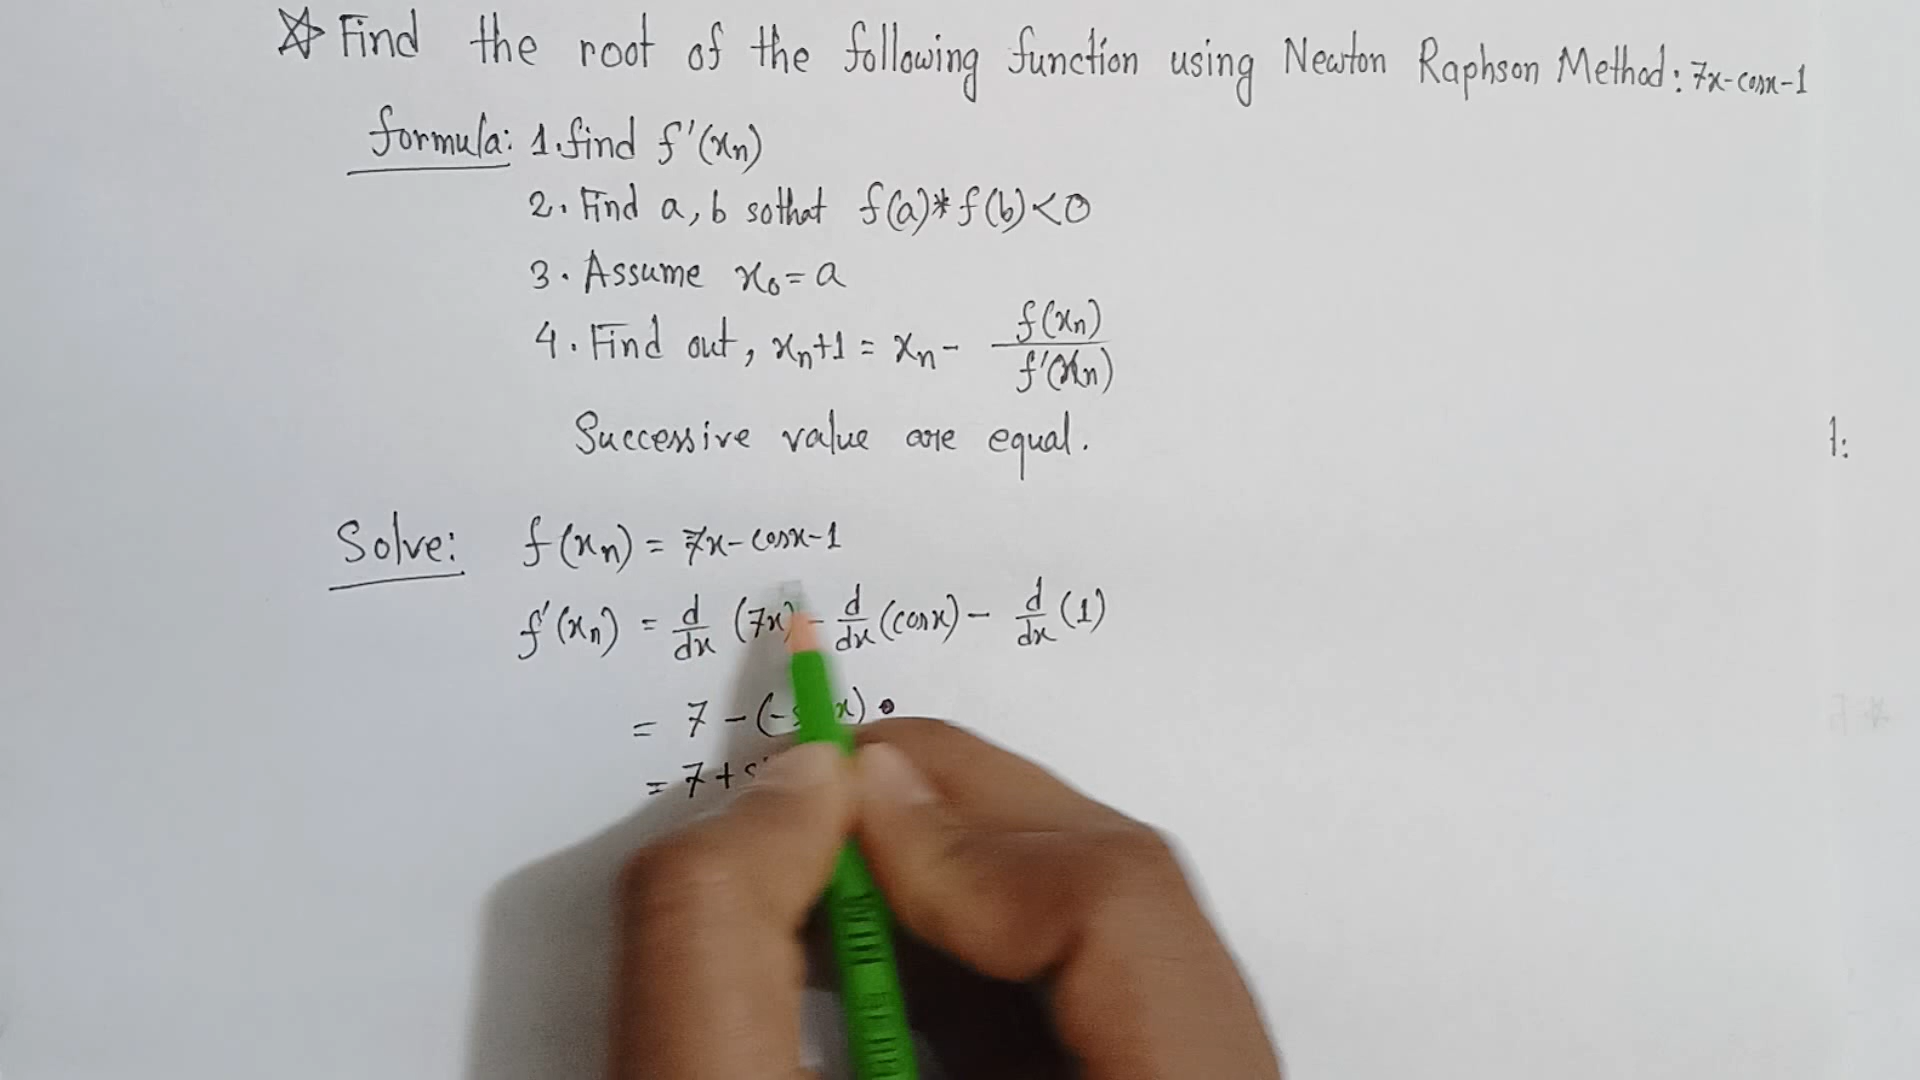 ☆ Find the root of the following function using Newton Raphson Method: 7x-cosx-1
formula: 1. find f'(xn)
2. Find a, b sothat f(a)*f(b)<0
3. Assume x0 = a
4. Find out, xn+1 = xn - f(xn)/f'(xn)
Successive value are equal.
1:
Solve: f(xn) = 7x-cosx-1
f'(xn) = d/dx (7x) - d/dx (cosx) - d/dx (1)
= 7 - (-s x)
= 7 + s